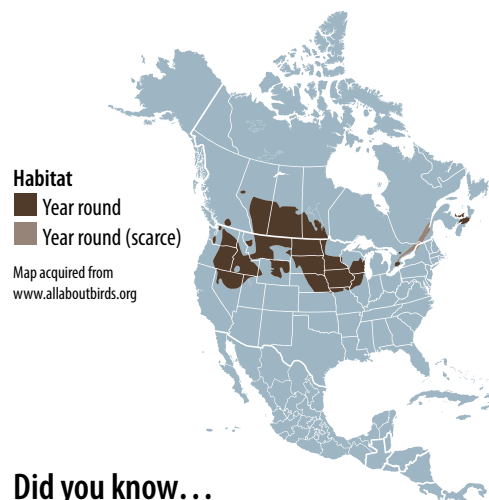 Habitat
Year round
Year round (scarce)
Map acquired from
www.allaboutbirds.org
Did you know…